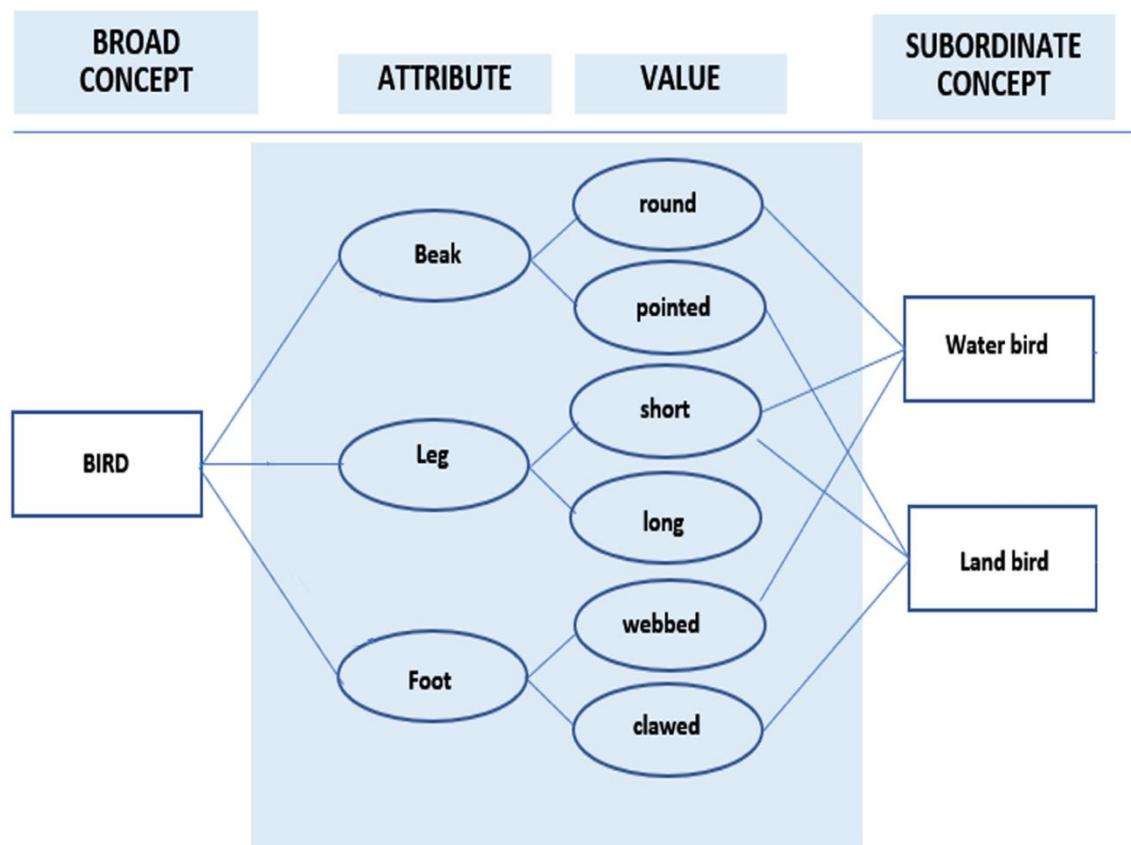 BROAD
CONCEPT
ATTRIBUTE
VALUE
SUBORDINATE
CONCEPT
BIRD
Beak
Leg
Foot
round
pointed
short
long
webbed
clawed
Water bird
Land bird